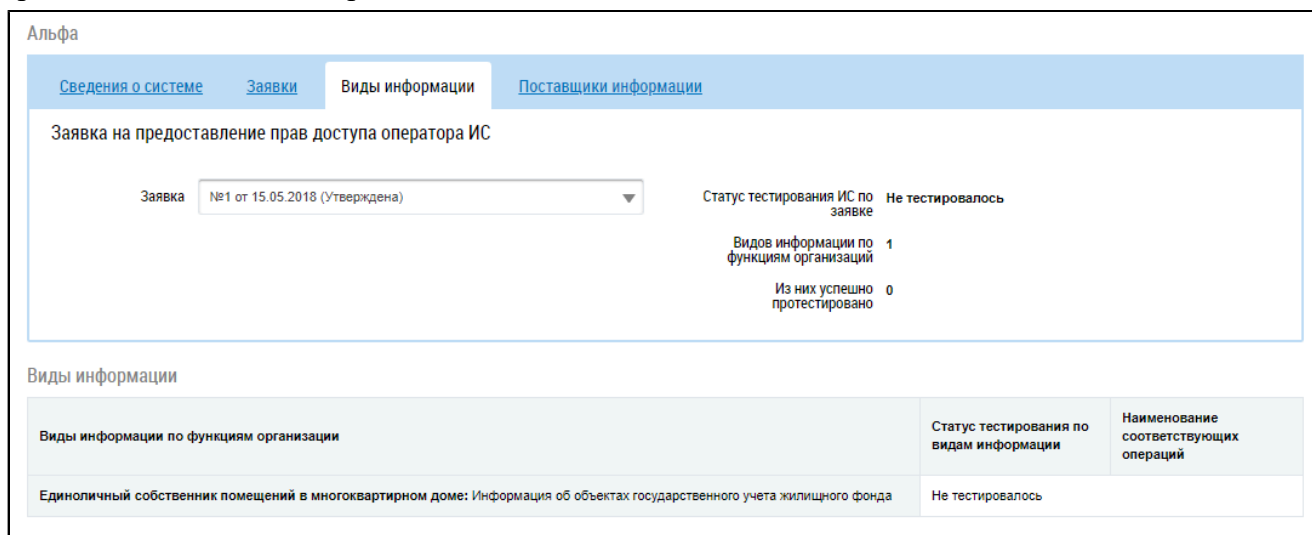 Альфа
Сведения о системе Заявки Виды информации Поставщики информации
Заявка на предоставление прав доступа оператора ИС
Заявка №1 от 15.05.2018 (Утверждена)
Статус тестирования ИС по
заявке
Не тестировалось
Видов информации по
функциям организаций
1
Из них успешно
протестировано
0
Виды информации
Виды информации по функциям организации
Статус тестирования по
видам информации
Наименование
соответствующих
операций
Единоличный собственник помещений в многоквартирном доме: Информация об объектах государственного учета жилищного фонда
Не тестировалось